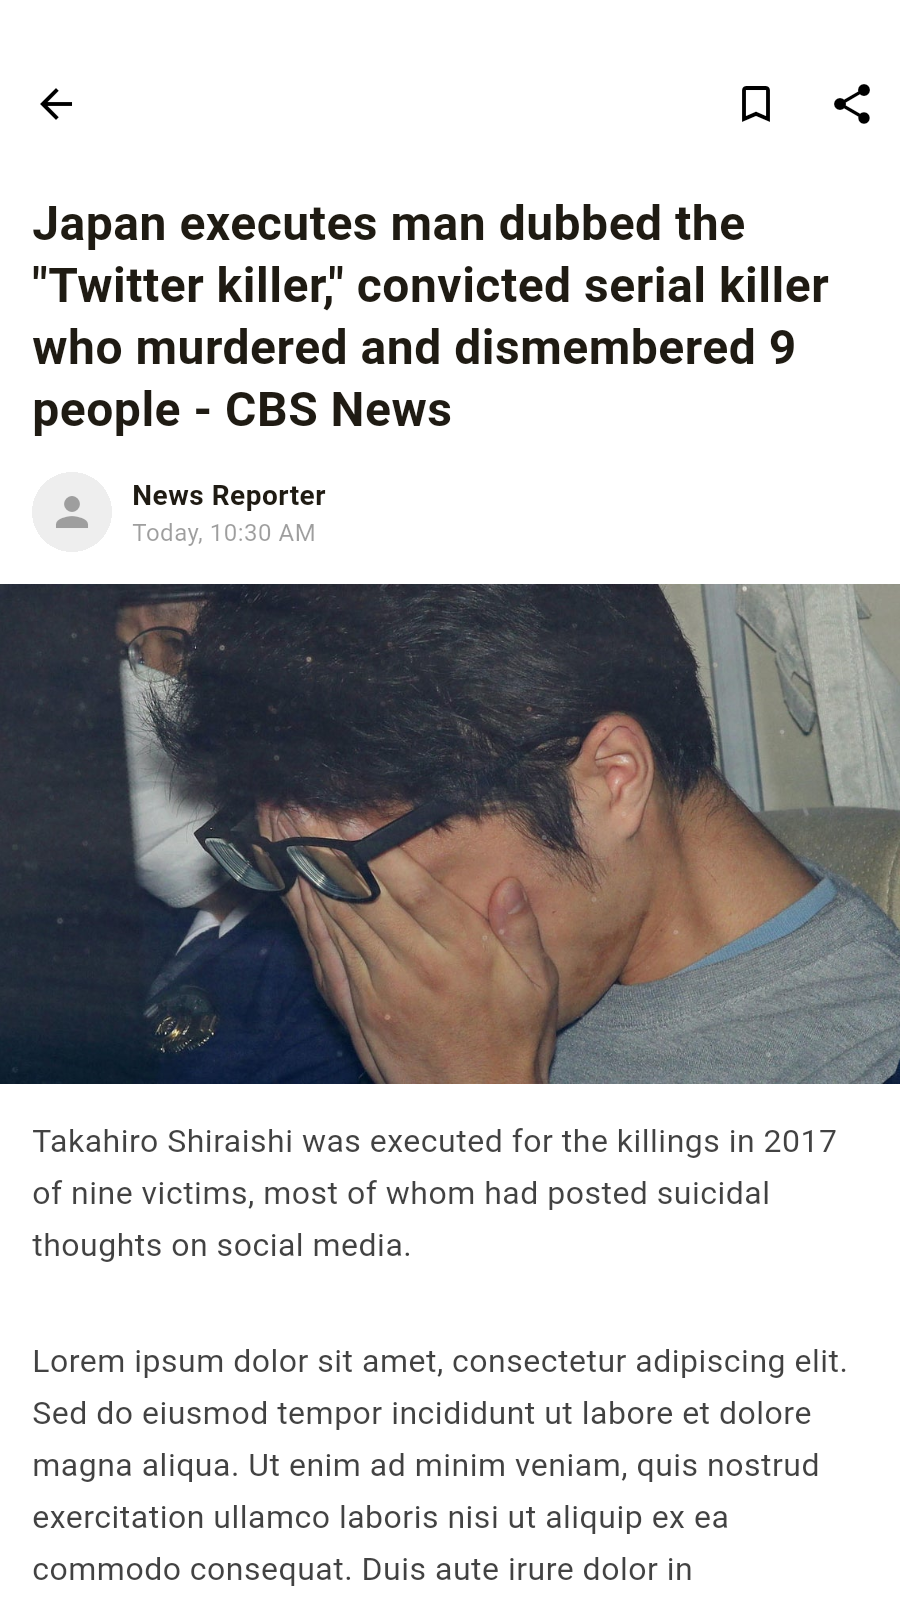 Japan executes man dubbed the
"Twitter killer," convicted serial killer
who murdered and dismembered 9
people - CBS News
News Reporter
Today, 10:30 AM
Takahiro Shiraishi was executed for the killings in 2017
of nine victims, most of whom had posted suicidal
thoughts on social media.
Lorem ipsum dolor sit amet, consectetur adipiscing elit.
Sed do eiusmod tempor incididunt ut labore et dolore
magna aliqua. Ut enim ad minim veniam, quis nostrud
exercitation ullamco laboris nisi ut aliquip ex ea
commodo consequat. Duis aute irure dolor in